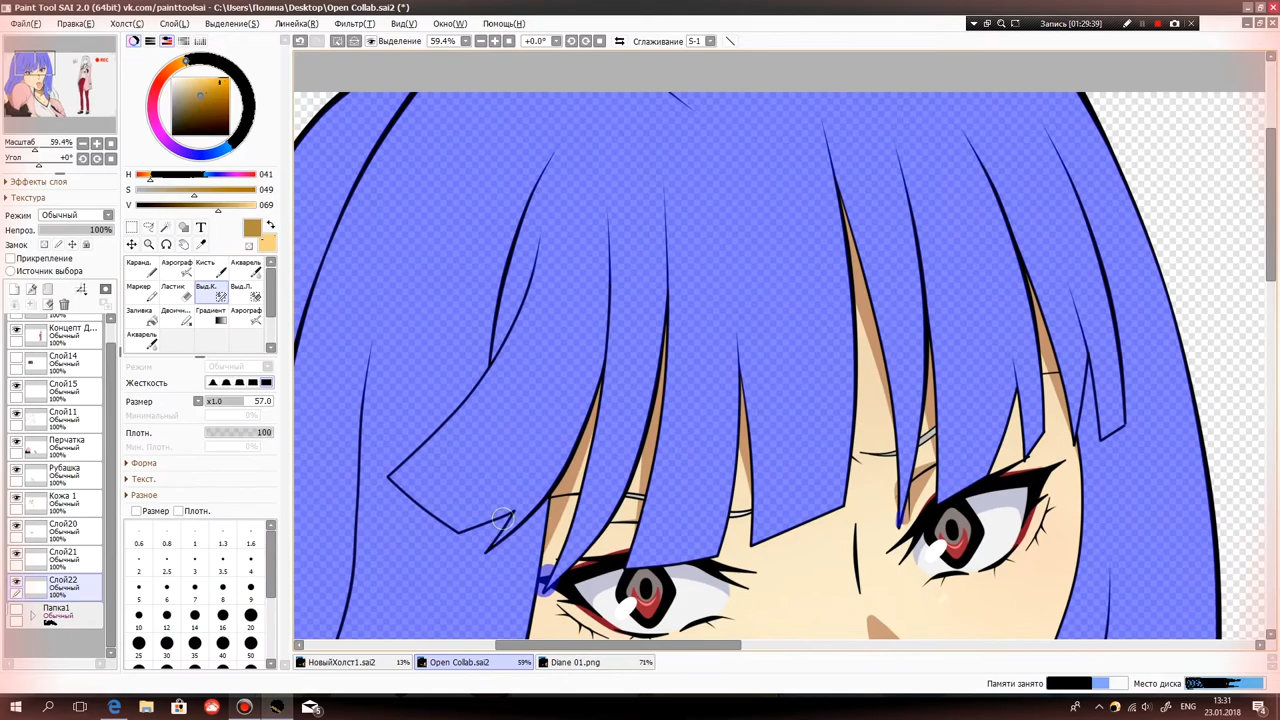 Paint Tool SAI 2.0 (64bit) vk.com/painttoolsai - C:\Users\Полина\Desktop\Open Collab.sai2 (*)
Файл(F) Правка(E) Холст(C) Слой(L) Выделение(S) Линейка(R) Фильтр(T) Вид(V) Окно(W) Помощь(H)
Запись [01:29:39]
Выделение 59.4% +0.0° Сглаживание S-1
REC
Масштаб 59.4%
Угол +0°
Эффекты слоя
Текстура
Режим Обычный
Непроз. 100%
Замок
Прикрепление
Источник выбора
H 041
S 049
V 072
T
Каранд. Аэрограф Кисть Акварель
Маркер Ластик Выд.К. Выд.Л.
Заливка Двоичн... Градиент Аэрограф
Акварель
Режим Обычный
Жесткость
Размер x1.0 57.0
Минимальный 0%
Плотн. 100
Мин. Плотн. 0%
Форма
Текст.
Разное
Размер Плотн.
0.6 0.8 1 1.3 1.6
2 2.5 3 3.5 4
5 6 7 8 9
10 12 14 16 20
25 30 35 40 50
100%
Концепт Д...
Обычный
100%
Слой14
Обычный
100%
Слой15
Обычный
100%
Слой11
Обычный
100%
Перчатка
Обычный
100%
Рубашка
Обычный
100%
Кожа 1
Обычный
100%
Слой20
Обычный
100%
Слой21
Обычный
100%
Слой22
Обычный
100%
Папка1
Обычный
НовыйХолст1.sai2 13% Open Collab.sai2 59% Diane 01.png 71%
Памяти занято Место диска
5
ENG
13:31
23.01.2018
4